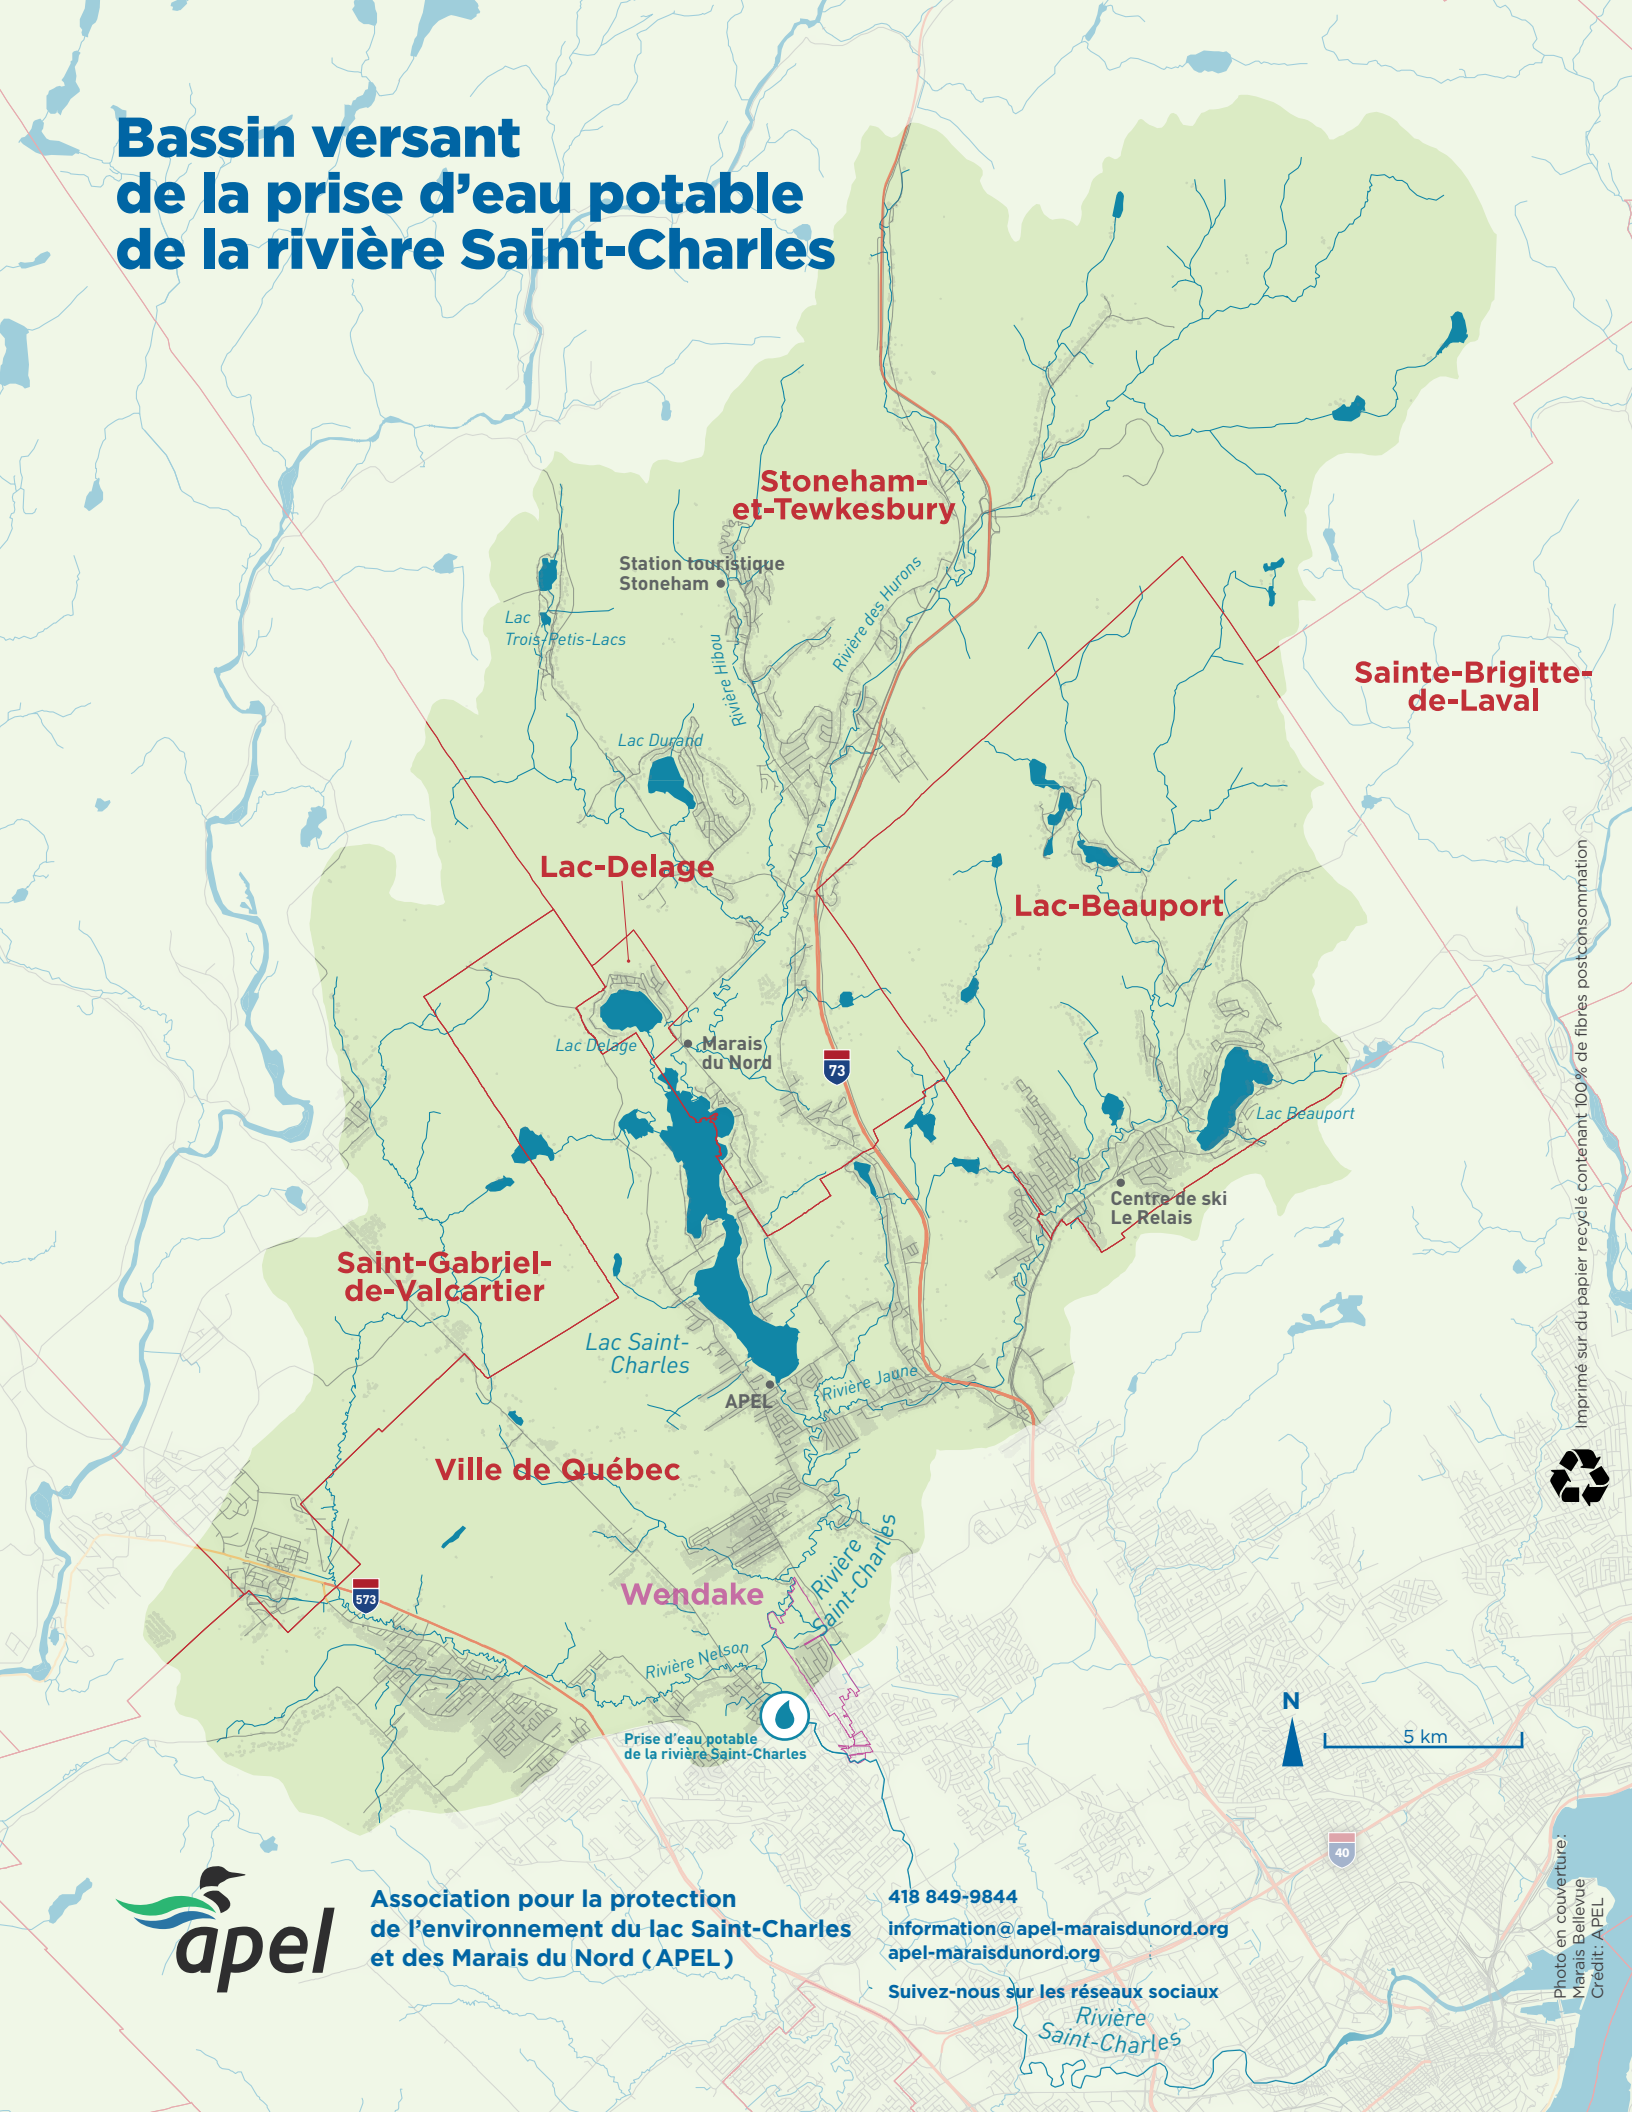 Bassin versant
de la prise d’eau potable
de la rivière Saint-Charles
Stoneham-
et-Tewkesbury
Station touristique
Stoneham
Rivière des Hurons
Lac
Trois-Petis-Lacs
Rivière Hibou
Sainte-Brigitte-
de-Laval
Lac Durand
Lac-Delage
Lac-Beauport
Lac Delage
Marais
du Nord
73
Lac Beauport
Centre de ski
Le Relais
Saint-Gabriel-
de-Valcartier
Lac Saint-
Charles
Rivière Jaune
APEL
Ville de Québec
Rivière
Saint-Charles
573
Wendake
Rivière Nelson
Prise d’eau potable
de la rivière Saint-Charles
N
5 km
40
Imprimé sur du papier recyclé contenant 100 % de fibres postconsommation
Photo en couverture:
Marais Bellevue
Crédit: APEL
apel
Association pour la protection
de l’environnement du lac Saint-Charles
et des Marais du Nord (APEL)
418 849-9844
information@apel-maraisdunord.org
apel-maraisdunord.org
Suivez-nous sur les réseaux sociaux
Rivière
Saint-Charles